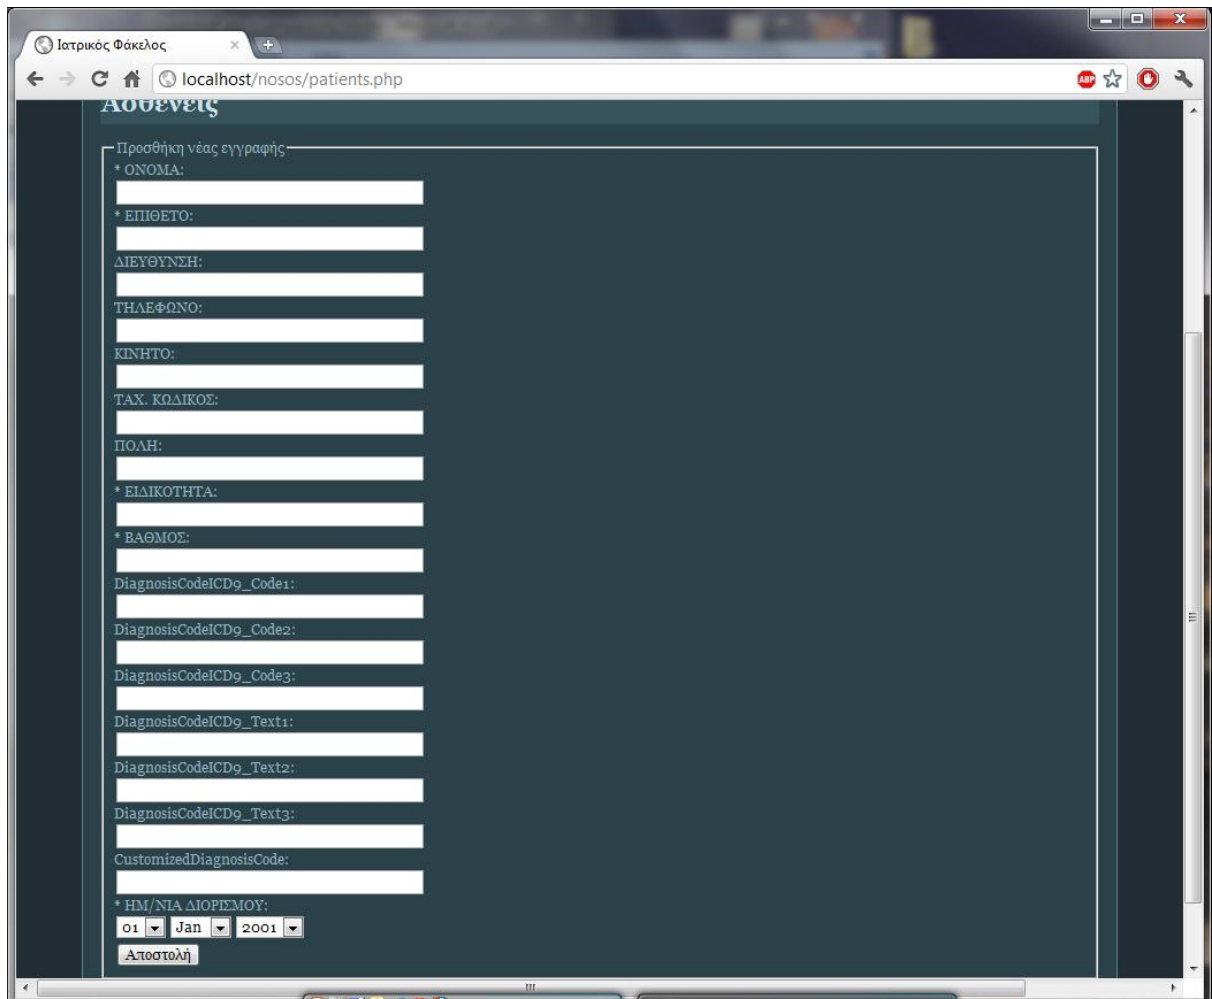 Ιατρικός Φάκελος
localhost/nosos/patients.php
ABP
Ασθενείς
Προσθήκη νέας εγγραφής
* ΟΝΟΜΑ:
* ΕΠΙΘΕΤΟ:
ΔΙΕΥΘΥΝΣΗ:
ΤΗΛΕΦΩΝΟ:
ΚΙΝΗΤΟ:
ΤΑΧ. ΚΩΔΙΚΟΣ:
ΠΟΛΗ:
* ΕΙΔΙΚΟΤΗΤΑ:
* ΒΑΘΜΟΣ:
DiagnosisCodeICD9_Code1:
DiagnosisCodeICD9_Code2:
DiagnosisCodeICD9_Code3:
DiagnosisCodeICD9_Text1:
DiagnosisCodeICD9_Text2:
DiagnosisCodeICD9_Text3:
CustomizedDiagnosisCode:
* ΗΜ/ΝΙΑ ΔΙΟΡΙΣΜΟΥ:
01 Jan 2001
Αποστολή